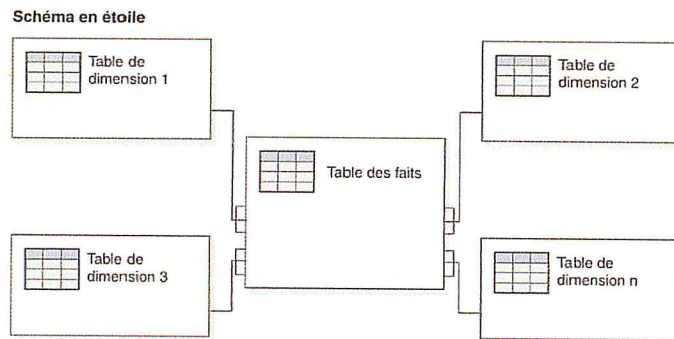 Schéma en étoile
Table de
dimension 1
Table de
dimension 2
Table des faits
Table de
dimension 3
Table de
dimension n